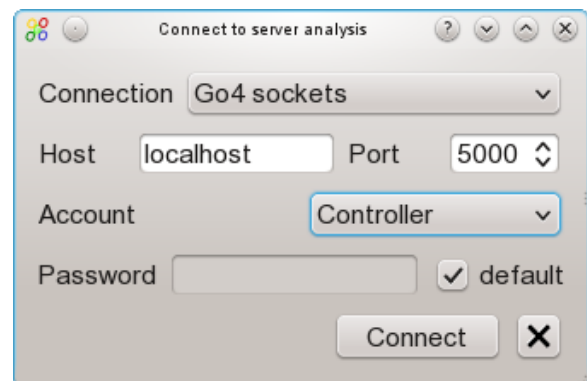 Connect to server analysis
Connection Go4 sockets
Host localhost Port 5000
Account Controller
Password default
Connect